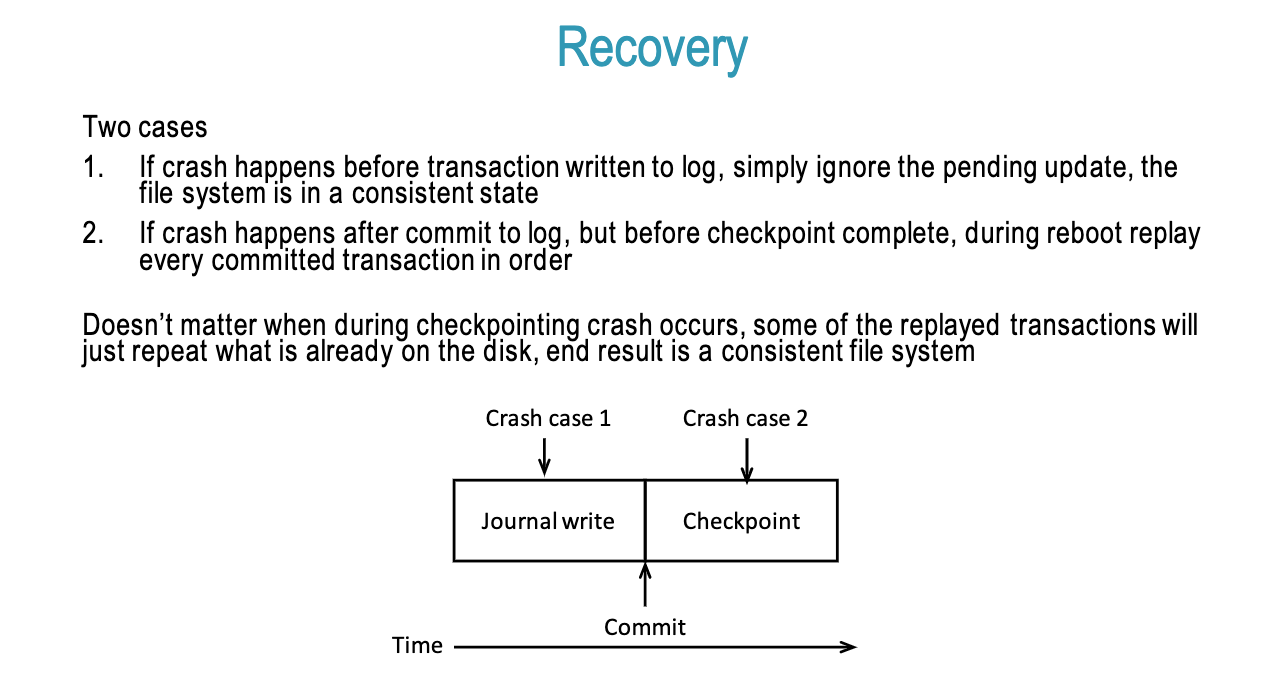 Recovery
Two cases
1. If crash happens before transaction written to log, simply ignore the pending update, the
file system is in a consistent state
2. If crash happens after commit to log, but before checkpoint complete, during reboot replay
every committed transaction in order
Doesn’t matter when during checkpointing crash occurs, some of the replayed transactions will
just repeat what is already on the disk, end result is a consistent file system
Crash case 1
Crash case 2
Journal write
Checkpoint
Commit
Time